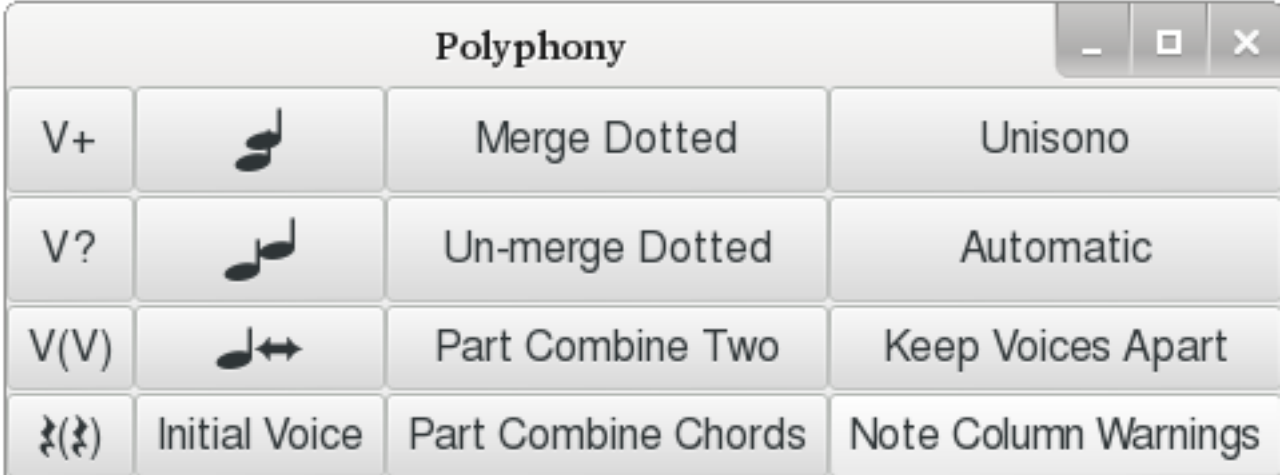 Polyphony
V+ Merge Dotted Unisono
V? Un-merge Dotted Automatic
V(V) Part Combine Two Keep Voices Apart
𝄽(𝄽) Initial Voice Part Combine Chords Note Column Warnings